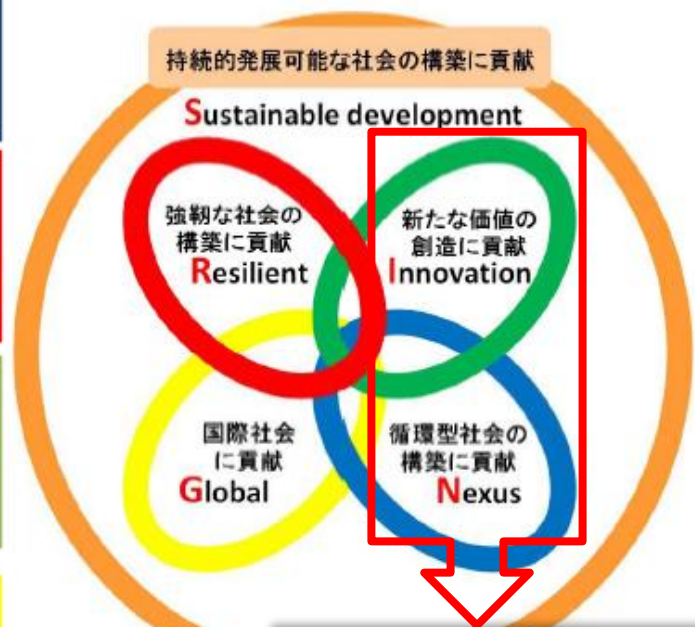 持続的発展可能な社会の構築に貢献
Sustainable development
強靭な社会の
構築に貢献
Resilient
新たな価値の
創造に貢献
Innovation
国際社会
に貢献
Global
循環型社会の
構築に貢献
Nexus